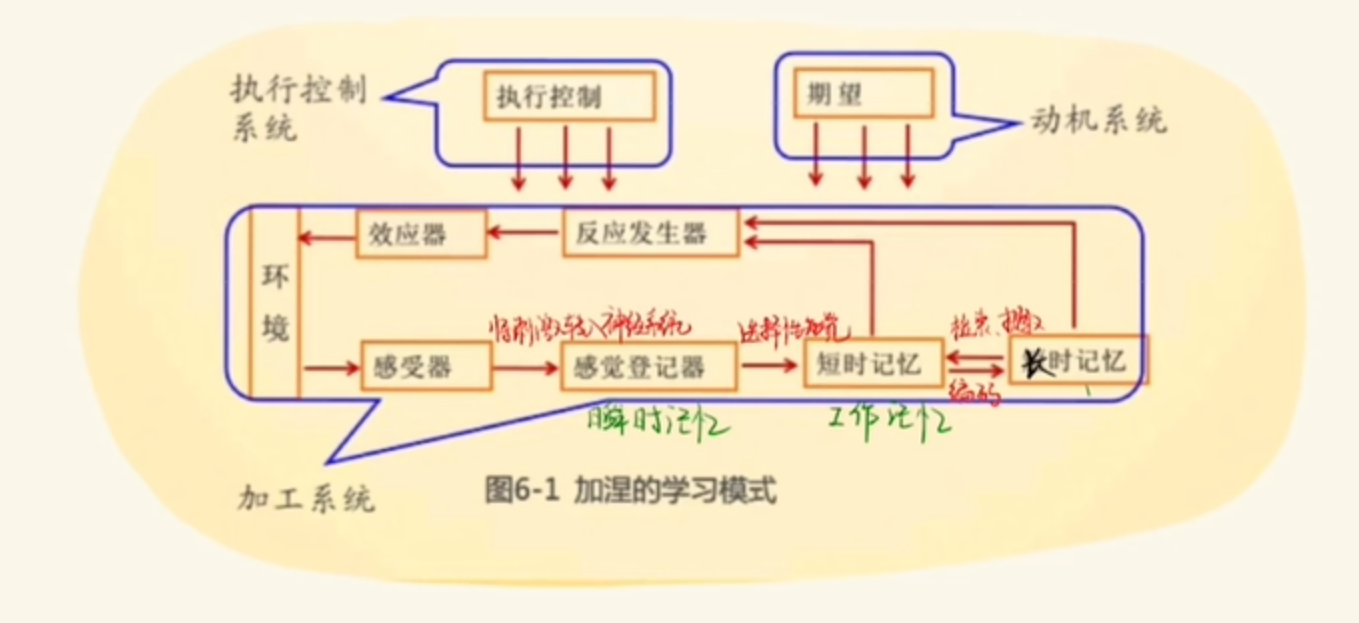 执行控制
系统
执行控制
期望
动机系统
效应器
反应发生器
环
境
将刺激转入神经系统
选择性知觉
检索、提取
感受器
感觉登记器
短时记忆
长时记忆
编码
瞬时记忆
工作记忆
加工系统
图6-1 加涅的学习模式